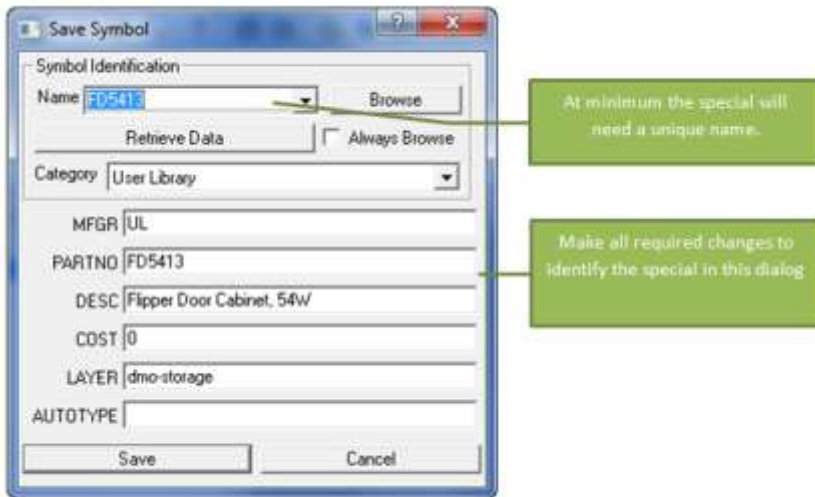 Save Symbol
Symbol Identification
Name FD5413 Browse
Retrieve Data Always Browse
Category User Library
MFGR UL
PARTNO FD5413
DESC Flipper Door Cabinet, 54W
COST 0
LAYER dmo-storage
AUTOTYPE
Save Cancel
At minimum the special will
need a unique name.
Make all required changes to
identify the special in this dialog